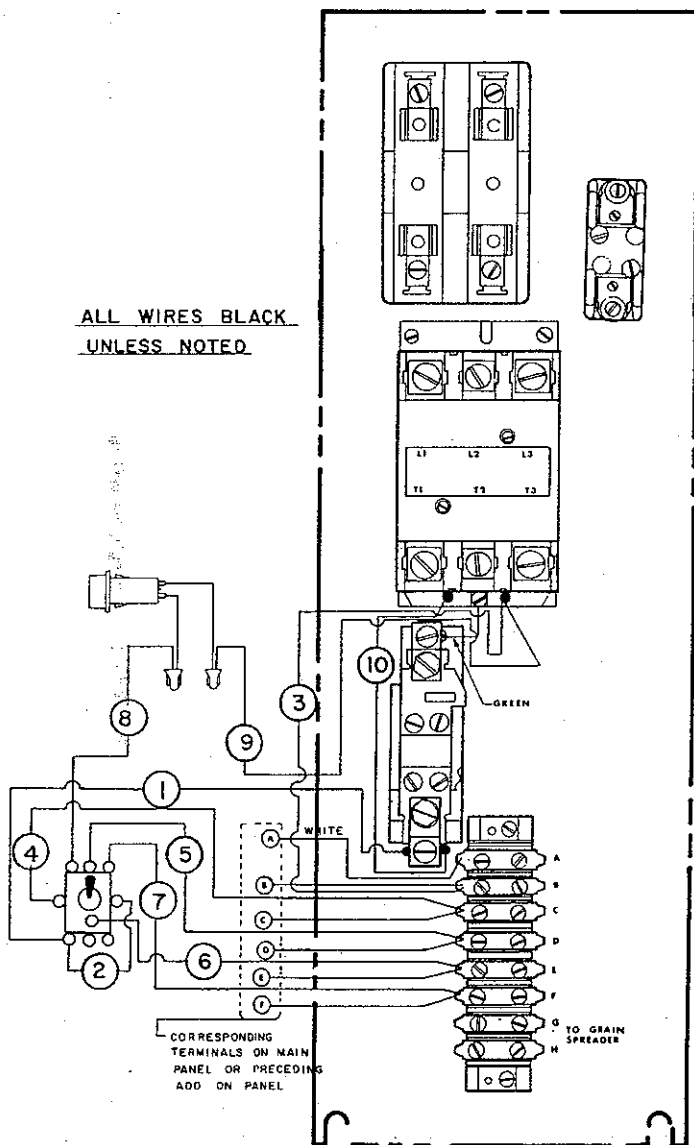 ALL WIRES BLACK
UNLESS NOTED
L1 L2 L3
T1 T2 T3
GREEN
10
3
8
9
1
4
5
7
2
6
WHITE
A
B
C
D
E
F
A
B
C
D
E
F
G
H
TO GRAIN
SPREADER
CORRESPONDING
TERMINALS ON MAIN
PANEL OR PRECEDING
ADD ON PANEL